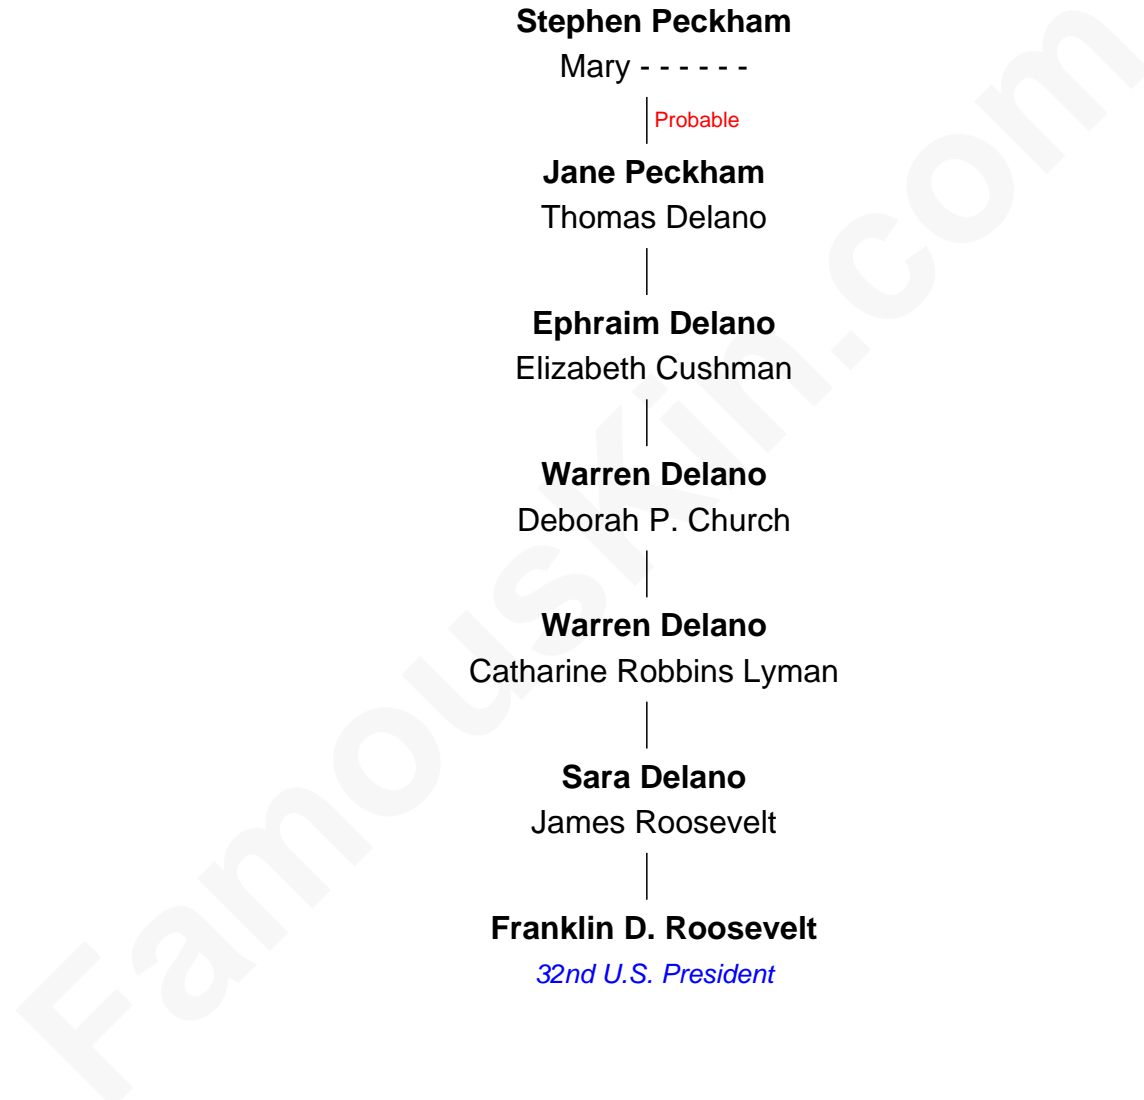 Stephen Peckham
Mary - - - - - -
Probable
Jane Peckham
Thomas Delano
Ephraim Delano
Elizabeth Cushman
Warren Delano
Deborah P. Church
Warren Delano
Catharine Robbins Lyman
Sara Delano
James Roosevelt
Franklin D. Roosevelt
32nd U.S. President
FamousKin.com